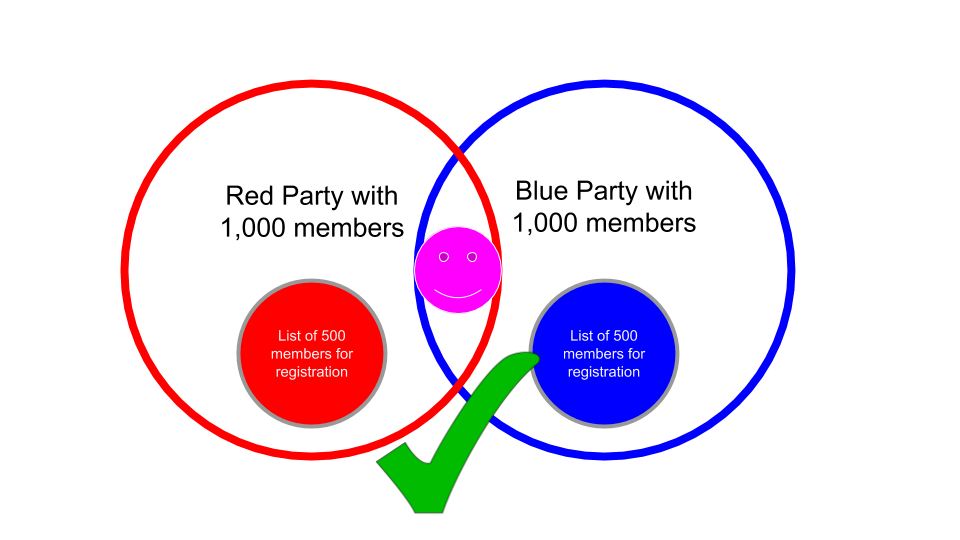 Red Party with
1,000 members
Blue Party with
1,000 members
List of 500
members for
registration
List of 500
members for
registration